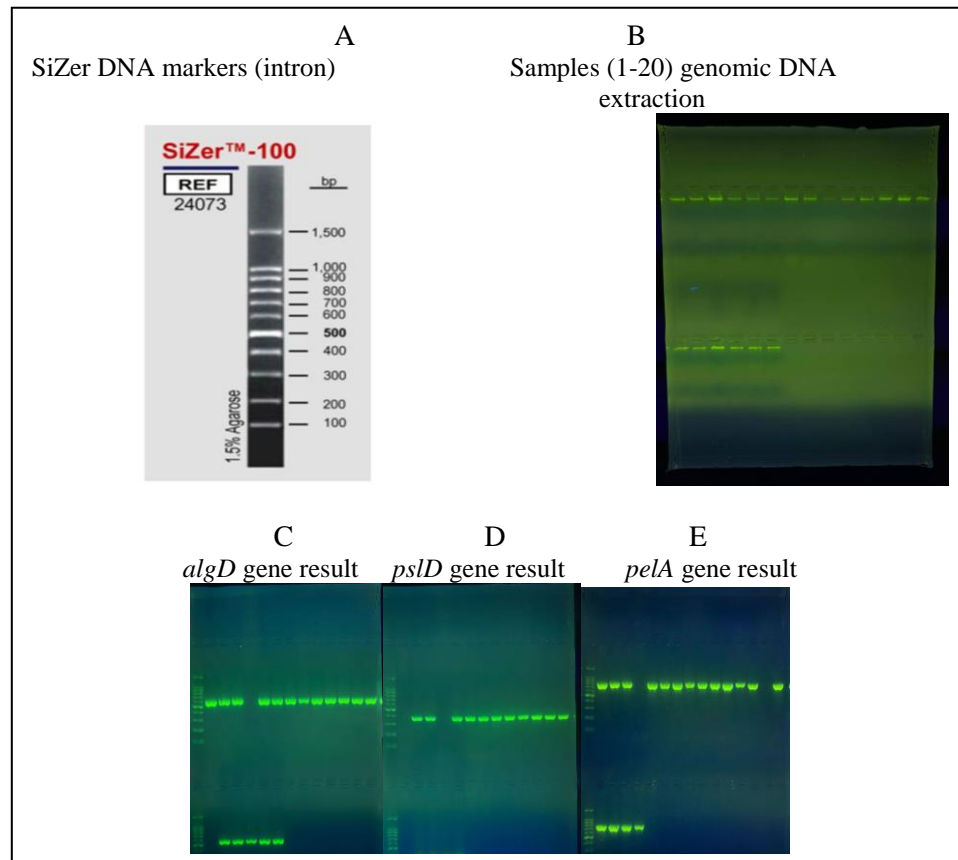 A
SiZer DNA markers (intron)
SiZer™-100
REF
24073
bp
1,500
1,000
900
800
700
600
500
400
300
200
100
1.5% Agarose
B
Samples (1-20) genomic DNA
extraction
C
algD gene result
D
pslD gene result
E
pelA gene result